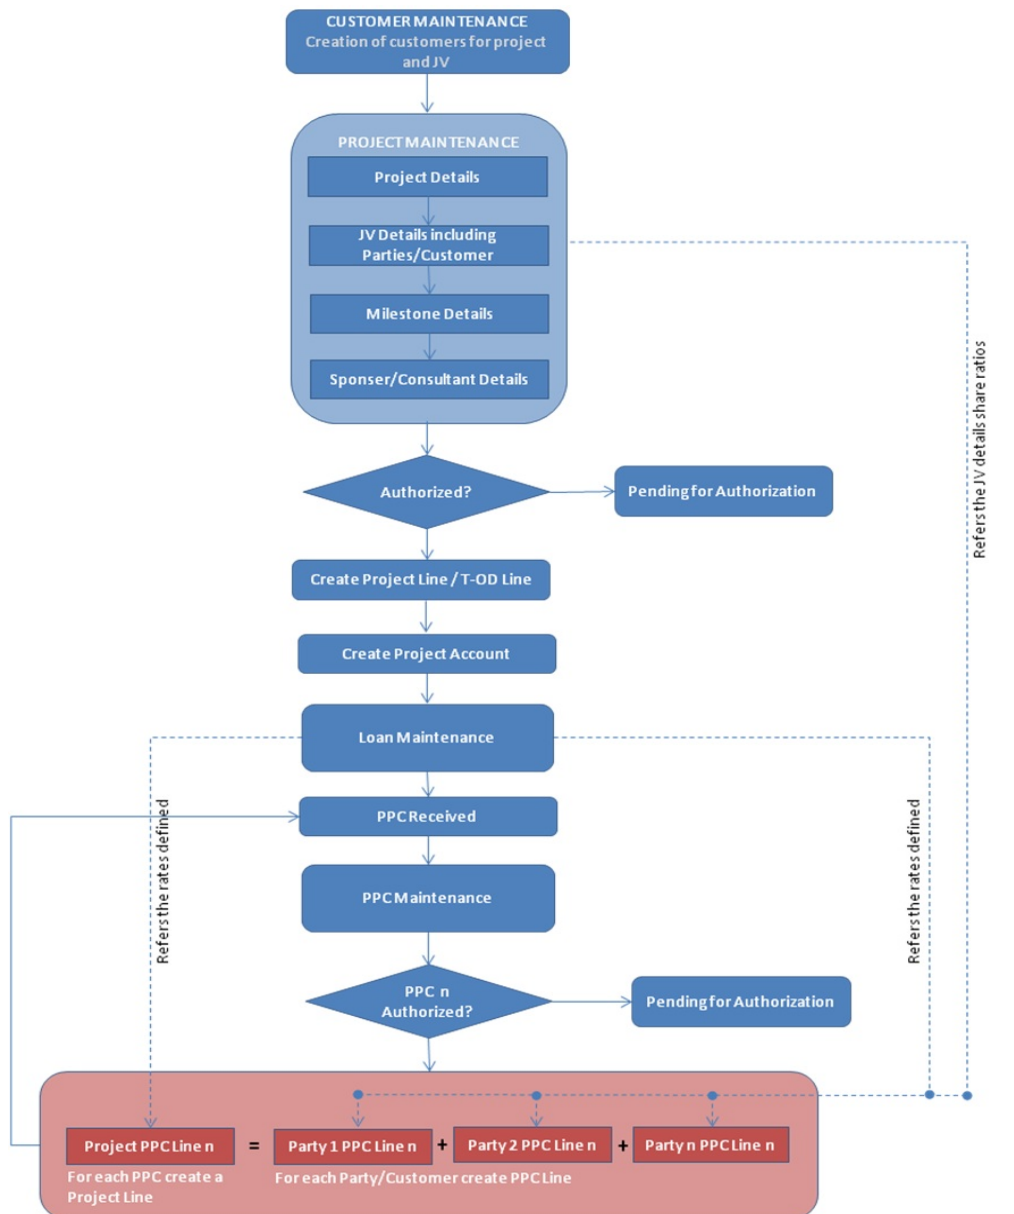 CUSTOMER MAINTENANCE
Creation of customers for project
and JV
PROJECT MAINTENANCE
Project Details
JV Details including
Parties/Customer
Milestone Details
Sponser/Consultant Details
Authorized?
Pending for Authorization
Create Project Line / T-OD Line
Create Project Account
Loan Maintenance
PPC Received
PPC Maintenance
PPC n
Authorized?
Pending for Authorization
Refers the rates defined
Refers the rates defined
Refers the JV details share ratios
Project PPC Line n = Party 1 PPC Line n + Party 2 PPC Line n + Party n PPC Line n
For each PPC create a
Project Line
For each Party/Customer create PPC Line